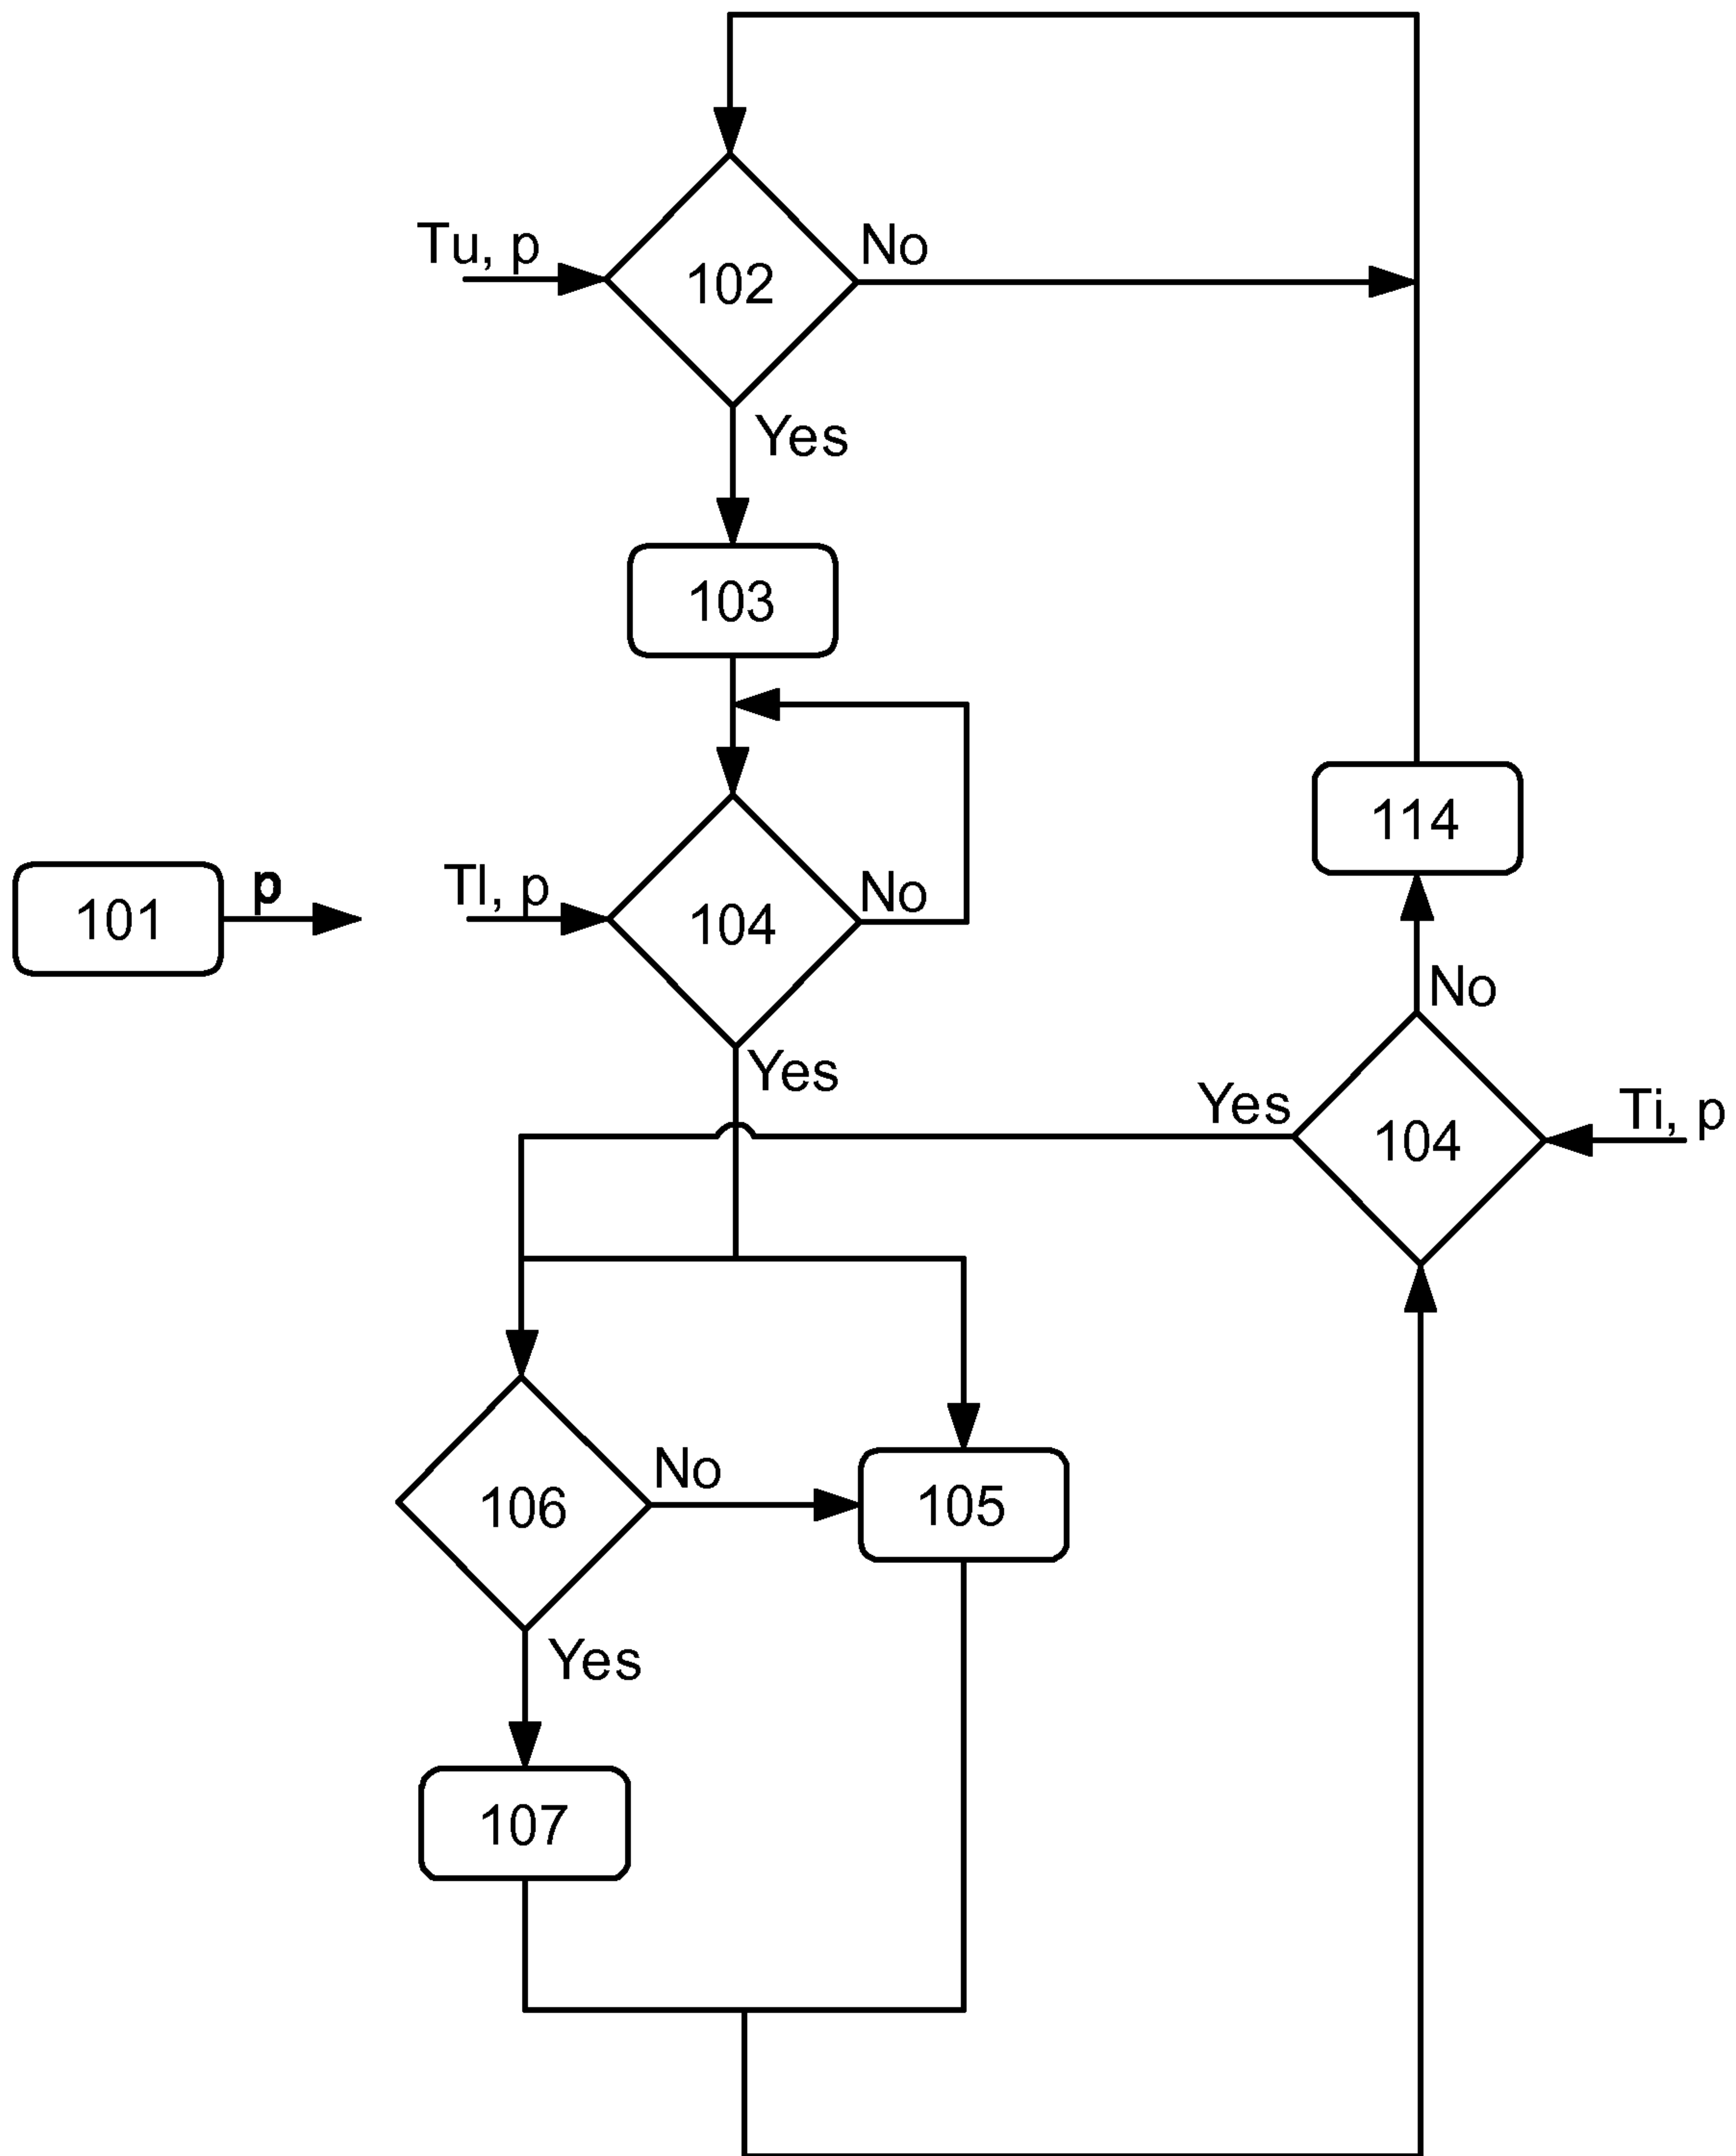 Tu, p
102
No
Yes
103
101
p
Tl, p
104
No
114
No
Yes
Yes
104
Ti, p
106
No
105
Yes
107